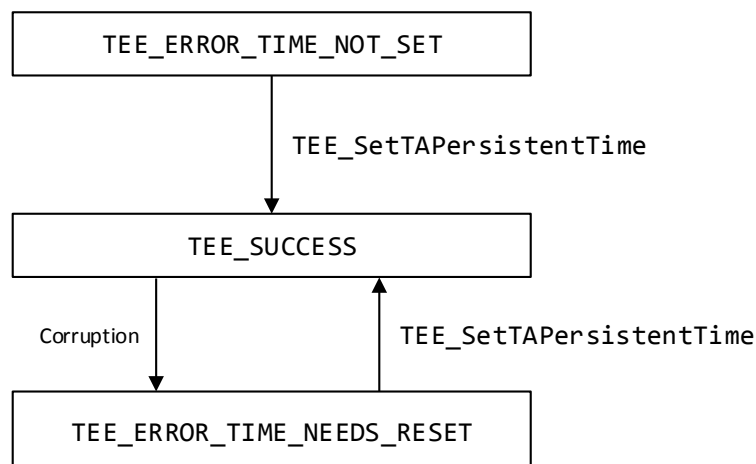 TEE_ERROR_TIME_NOT_SET
TEE_SetTAPersistentTime
TEE_SUCCESS
Corruption
TEE_SetTAPersistentTime
TEE_ERROR_TIME_NEEDS_RESET